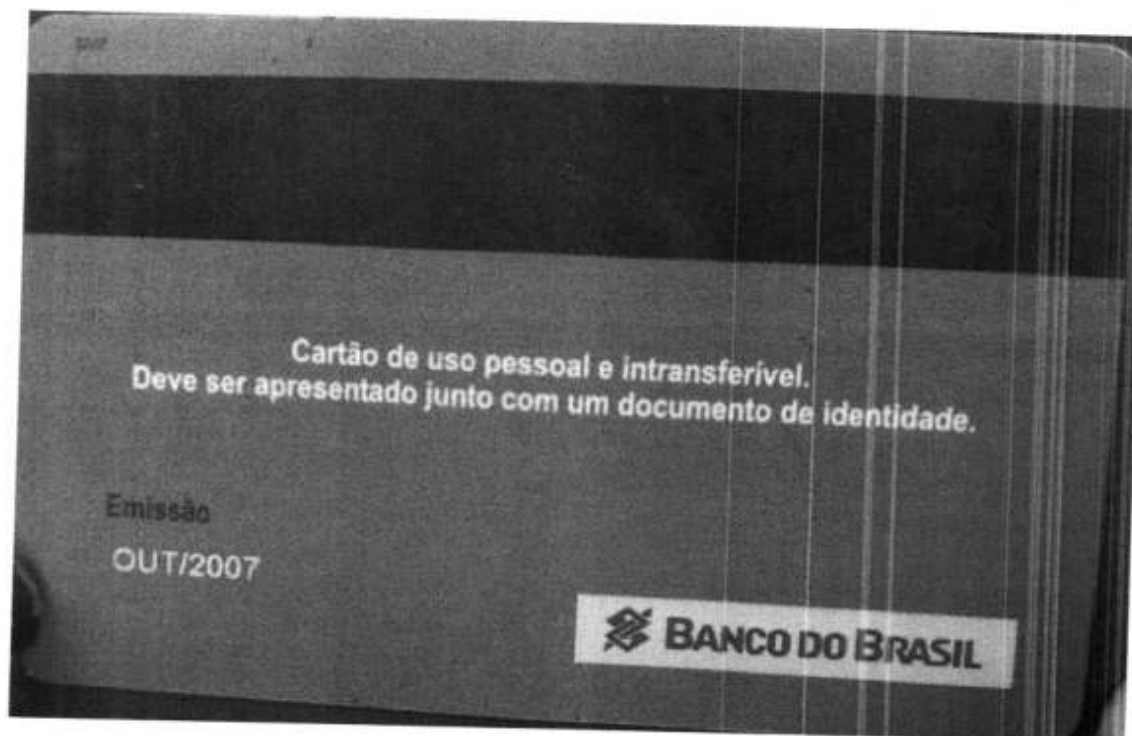 Cartão de uso pessoal e intransferível.
Deve ser apresentado junto com um documento de identidade.
Emissão
OUT/2007
BANCO DO BRASIL